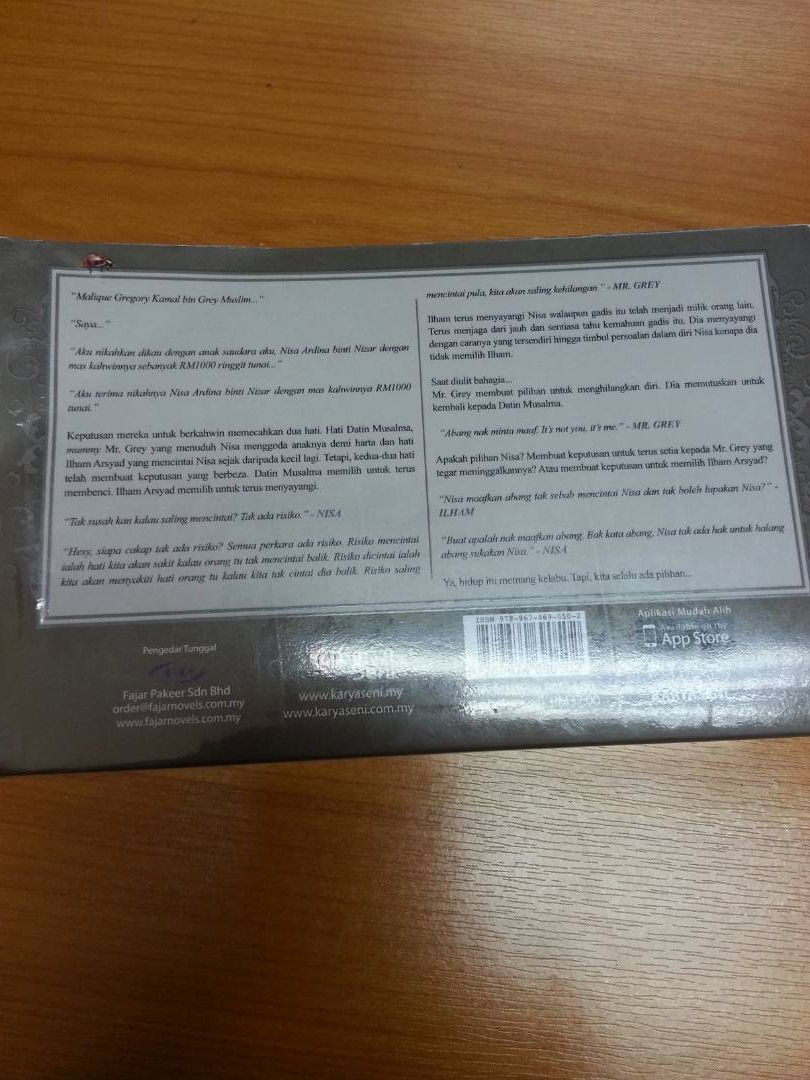 "Malique Gregory Kamal bin Grey Muslim..."
"Saya..."
"Aku nikahkan dikau dengan anak saudara aku, Nisa Ardina binti Nizar dengan
mas kahwinnya sebanyak RM1000 ringgit tunai..."
"Aku terima nikahnya Nisa Ardina binti Nizar dengan mas kahwinnya RM1000
tunai."
Keputusan mereka untuk berkahwin memecahkan dua hati. Hati Datin Musalma,
mummy Mr. Grey yang menuduh Nisa menggoda anaknya demi harta dan hati
Ilham Arsyad yang mencintai Nisa sejak daripada kecil lagi. Tetapi, kedua-dua hati
telah membuat keputusan yang berbeza. Datin Musalma memilih untuk terus
membenci. Ilham Arsyad memilih untuk terus menyayangi.
"Tak susah kan kalau saling mencintai? Tak ada risiko." - NISA
"Hesy, siapa cakap tak ada risiko? Semua perkara ada risiko. Risiko mencintai
ialah hati kita akan sakit kalau orang tu tak mencintai balik. Risiko dicintai ialah
kita akan menyakiti hati orang tu kalau kita tak cintai dia balik. Risiko saling
mencintai pula, kita akan saling kehilangan." - MR. GREY
Ilham terus menyayangi Nisa walaupun gadis itu telah menjadi milik orang lain.
Terus menjaga dari jauh dan sentiasa tahu kemahuan gadis itu. Dia menyayangi
dengan caranya yang tersendiri hingga timbul persoalan dalam diri Nisa kenapa dia
tidak memilih Ilham.
Saat diulit bahagia...
Mr. Grey membuat pilihan untuk menghilangkan diri. Dia memutuskan untuk
kembali kepada Datin Musalma.
"Abang nak minta maaf. It's not you, it's me." - MR. GREY
Apakah pilihan Nisa? Membuat keputusan untuk terus setia kepada Mr. Grey yang
tegar meninggalkannya? Atau membuat keputusan untuk memilih Ilham Arsyad?
"Nisa maafkan abang tak sebab mencintai Nisa dan tak boleh lupakan Nisa?" -
ILHAM
"Buat apalah nak maafkan abang. Bak kata abang, Nisa tak ada hak untuk halang
abang sukakan Nisa." - NISA
Ya, hidup itu memang kelabu. Tapi, kita selalu ada pilihan...
Pengedar Tunggal
Fajar Pakeer Sdn Bhd
order@fajarnovels.com.my
www.fajarnovels.com.my
www.karyaseni.my
www.karyaseni.com.my
ISBN 978-967-469-050-2
Aplikasi Mudah Alih
Available on the
App Store